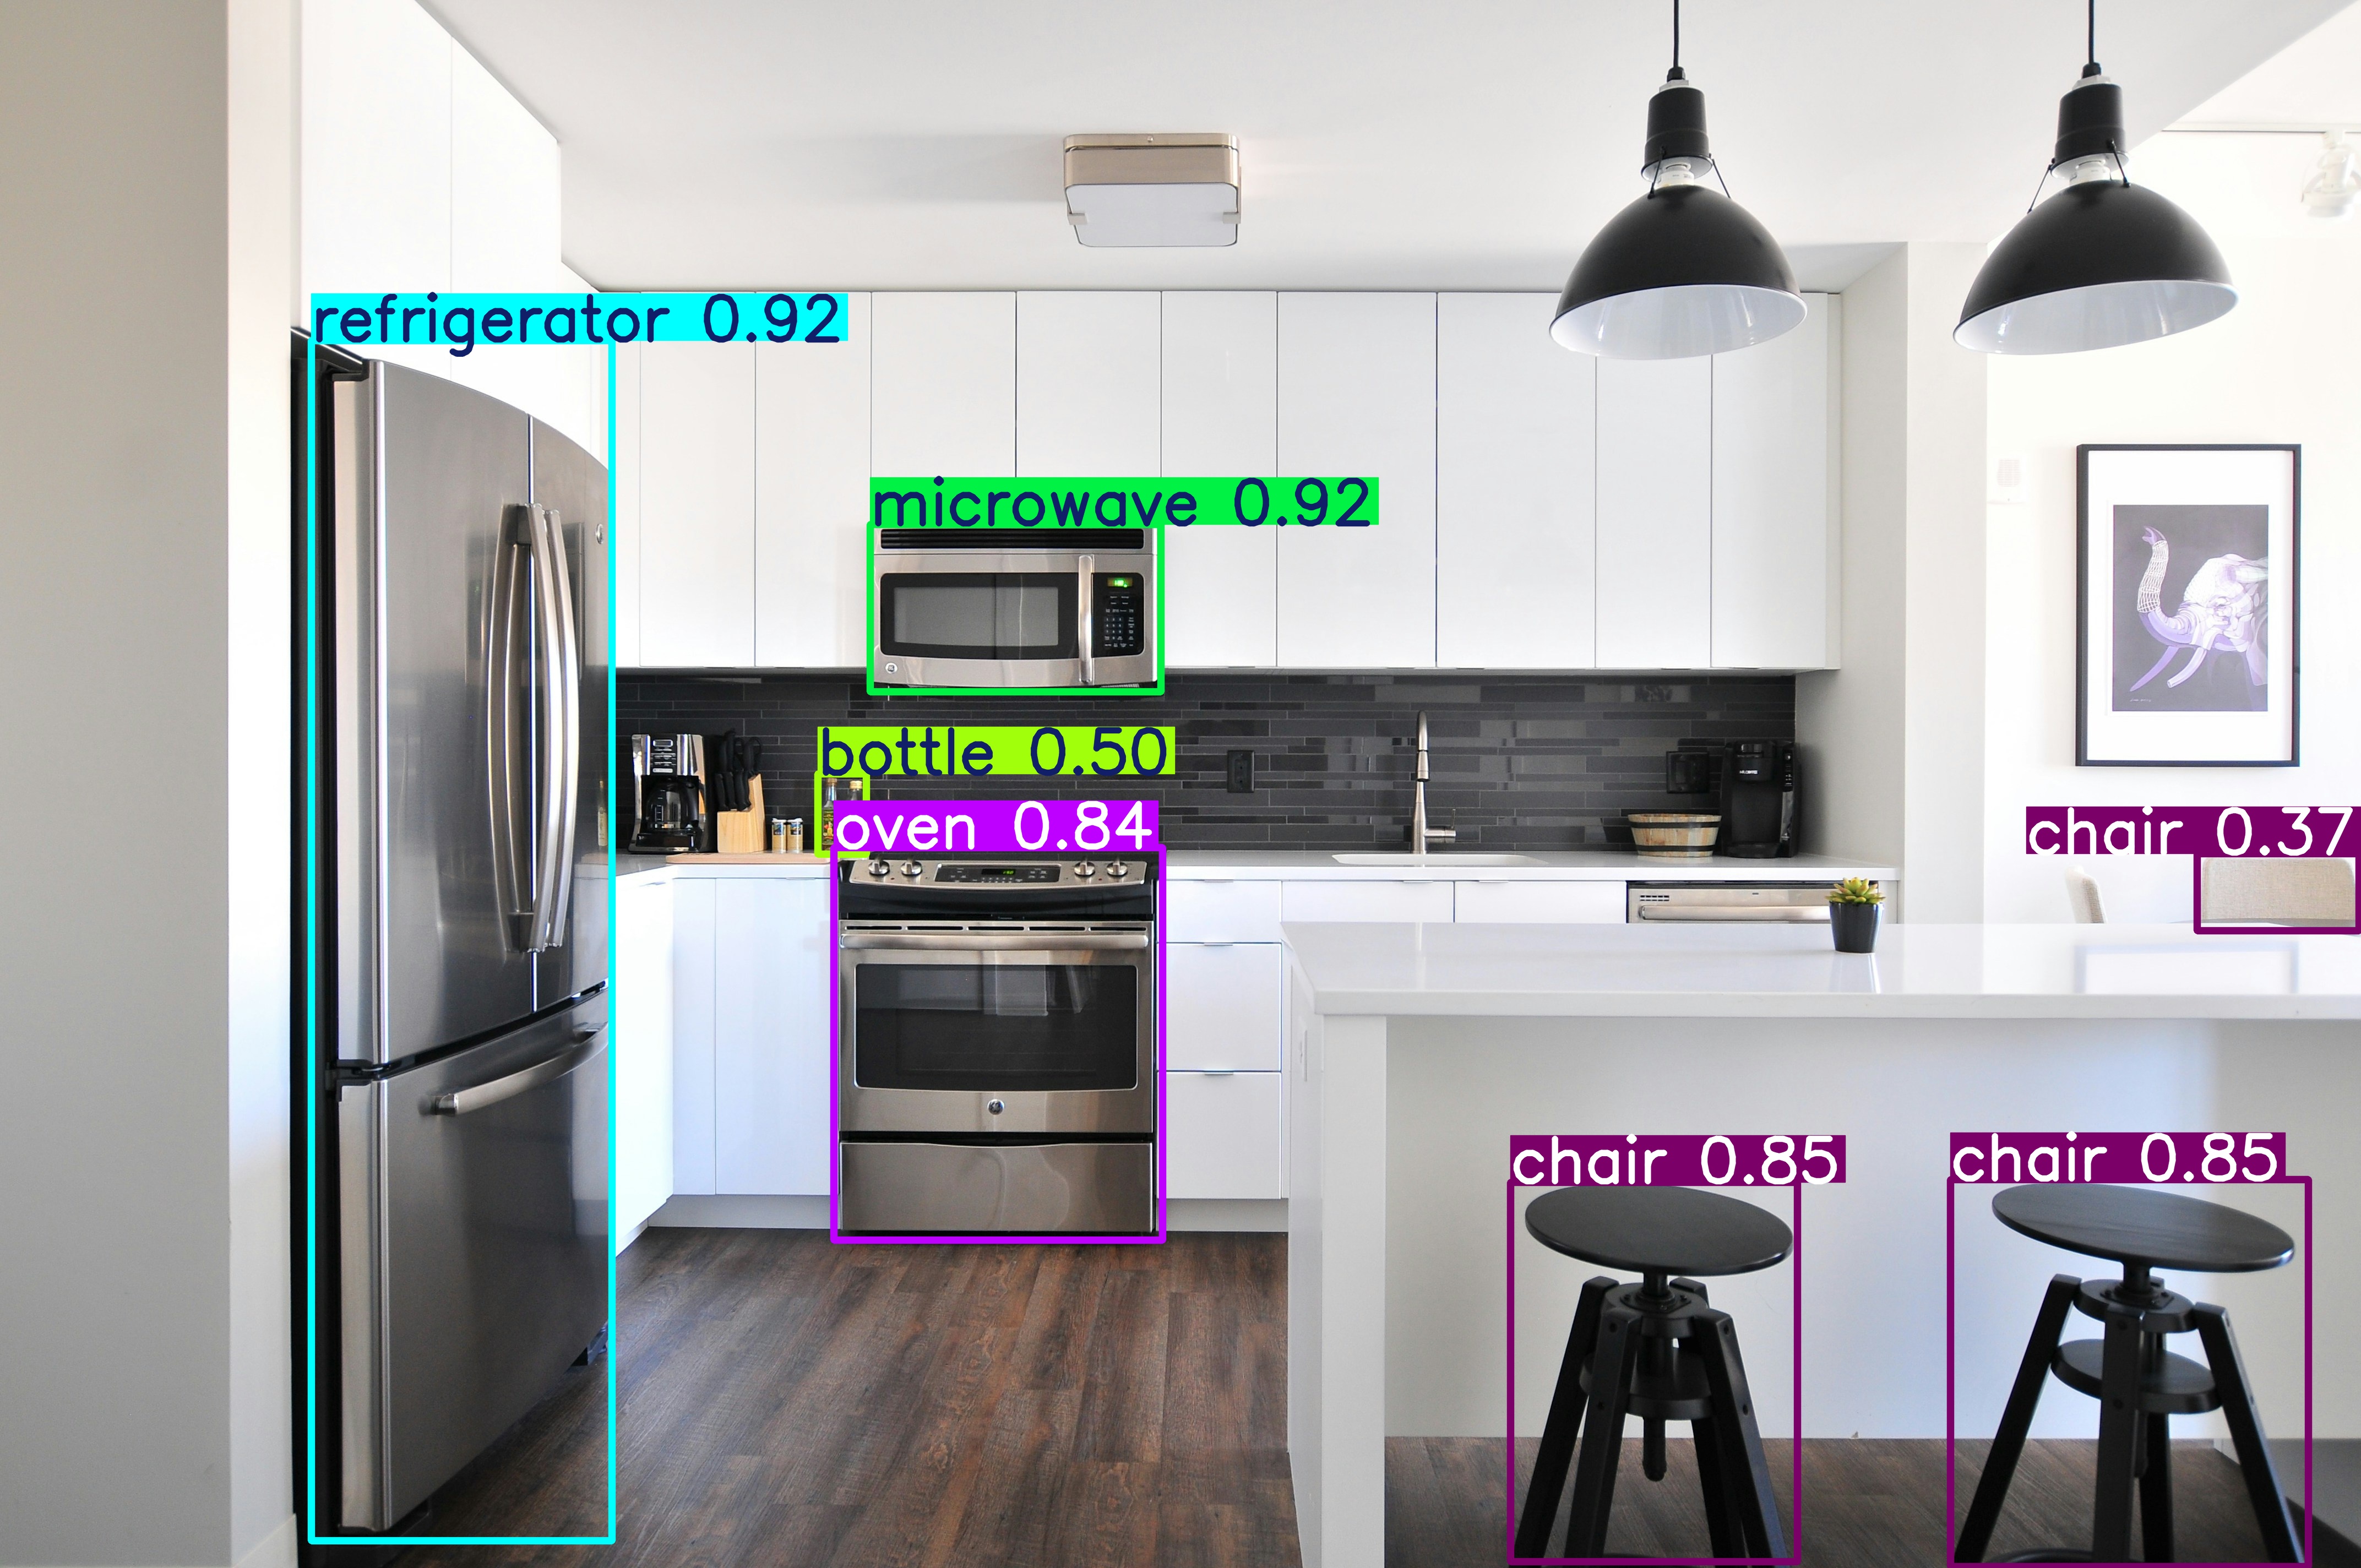 refrigerator 0.92
microwave 0.92
bottle 0.50
oven 0.84
chair 0.37
chair 0.85
chair 0.85